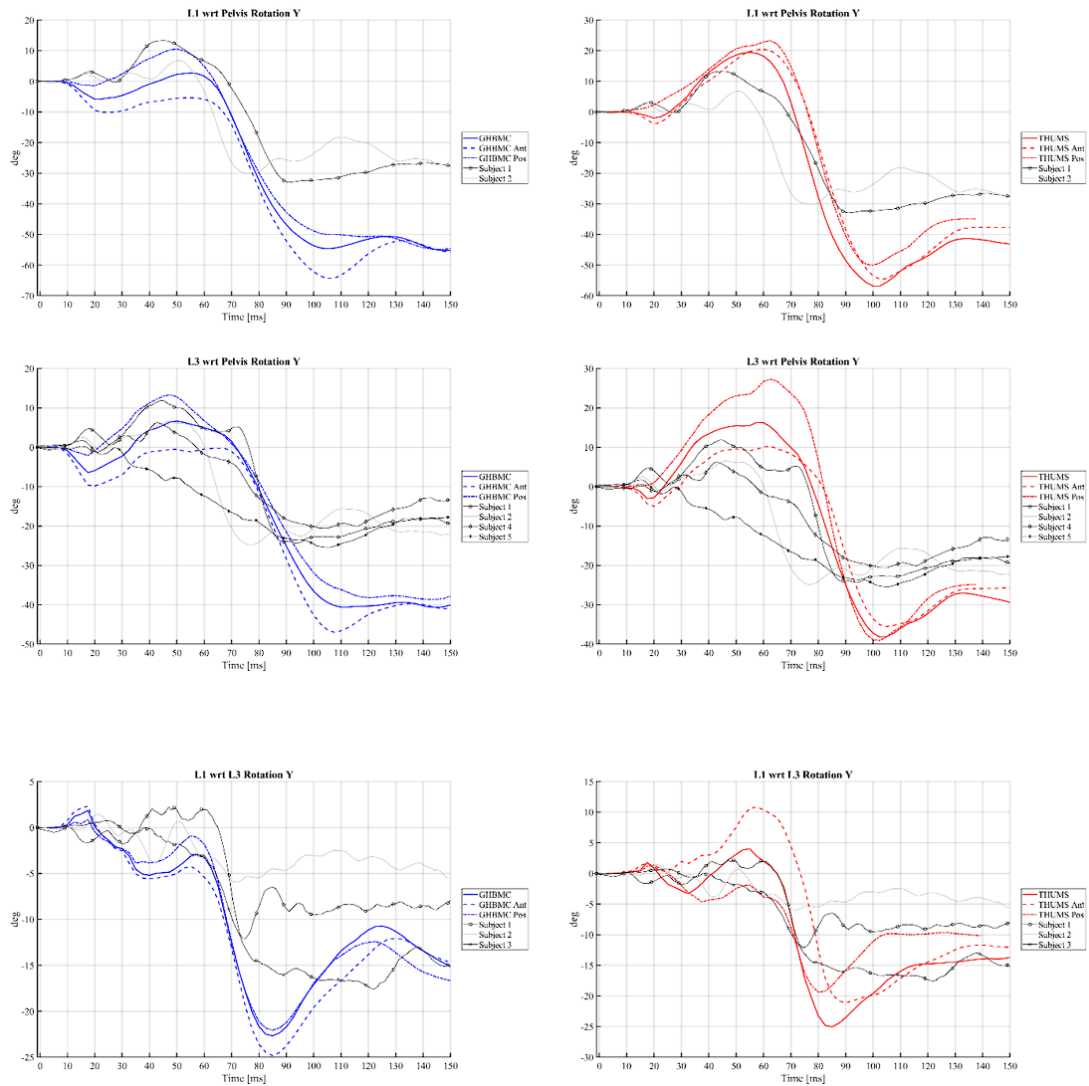 L1 wrt Pelvis Rotation Y
20
10
0
-10
-20
-30
-40
-50
-60
-70
deg
0 10 20 30 40 50 60 70 80 90 100 110 120 130 140 150
Time [ms]
GHBMC
GHBMC Ant
GHBMC Pos
Subject 1
Subject 2
L1 wrt Pelvis Rotation Y
30
20
10
0
-10
-20
-30
-40
-50
-60
deg
0 10 20 30 40 50 60 70 80 90 100 110 120 130 140 150
Time [ms]
THUMS
THUMS Ant
THUMS Pos
Subject 1
Subject 2
L3 wrt Pelvis Rotation Y
20
10
0
-10
-20
-30
-40
-50
deg
0 10 20 30 40 50 60 70 80 90 100 110 120 130 140 150
Time [ms]
GHBMC
GHBMC Ant
GHBMC Pos
Subject 1
Subject 2
Subject 4
Subject 5
L3 wrt Pelvis Rotation Y
30
20
10
0
-10
-20
-30
-40
-50
deg
0 10 20 30 40 50 60 70 80 90 100 110 120 130 140 150
Time [ms]
THUMS
THUMS Ant
THUMS Pos
Subject 1
Subject 2
Subject 4
Subject 5
L1 wrt L3 Rotation Y
5
0
-5
-10
-15
-20
-25
deg
0 10 20 30 40 50 60 70 80 90 100 110 120 130 140 150
Time [ms]
GHBMC
GHBMC Ant
GHBMC Pos
Subject 1
Subject 2
Subject 3
L1 wrt L3 Rotation Y
15
10
5
0
-5
-10
-15
-20
-25
-30
deg
0 10 20 30 40 50 60 70 80 90 100 110 120 130 140 150
Time [ms]
THUMS
THUMS Ant
THUMS Pos
Subject 1
Subject 2
Subject 3